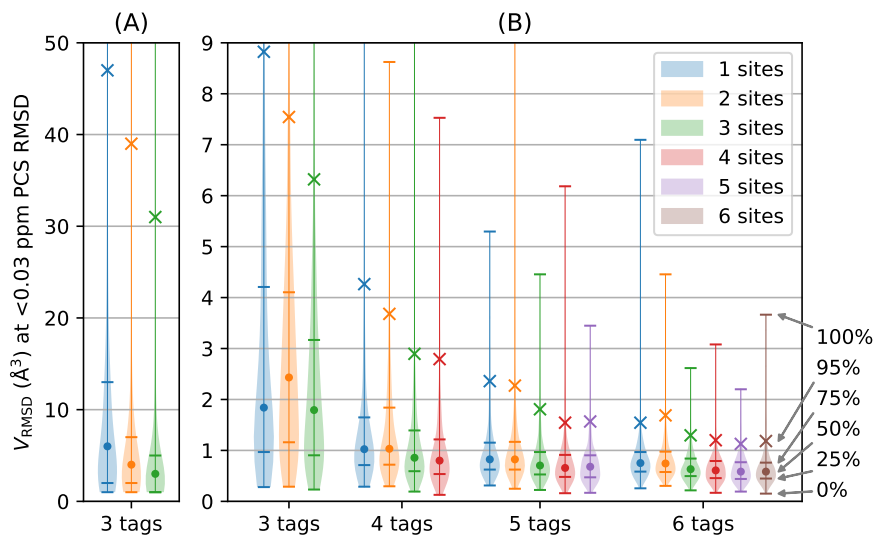 (A)
(B)
V_RMSD (Å³) at <0.03 ppm PCS RMSD
50
40
30
20
10
0
3 tags
9
8
7
6
5
4
3
2
1
0
3 tags
4 tags
5 tags
6 tags
1 sites
2 sites
3 sites
4 sites
5 sites
6 sites
100%
95%
75%
50%
25%
0%